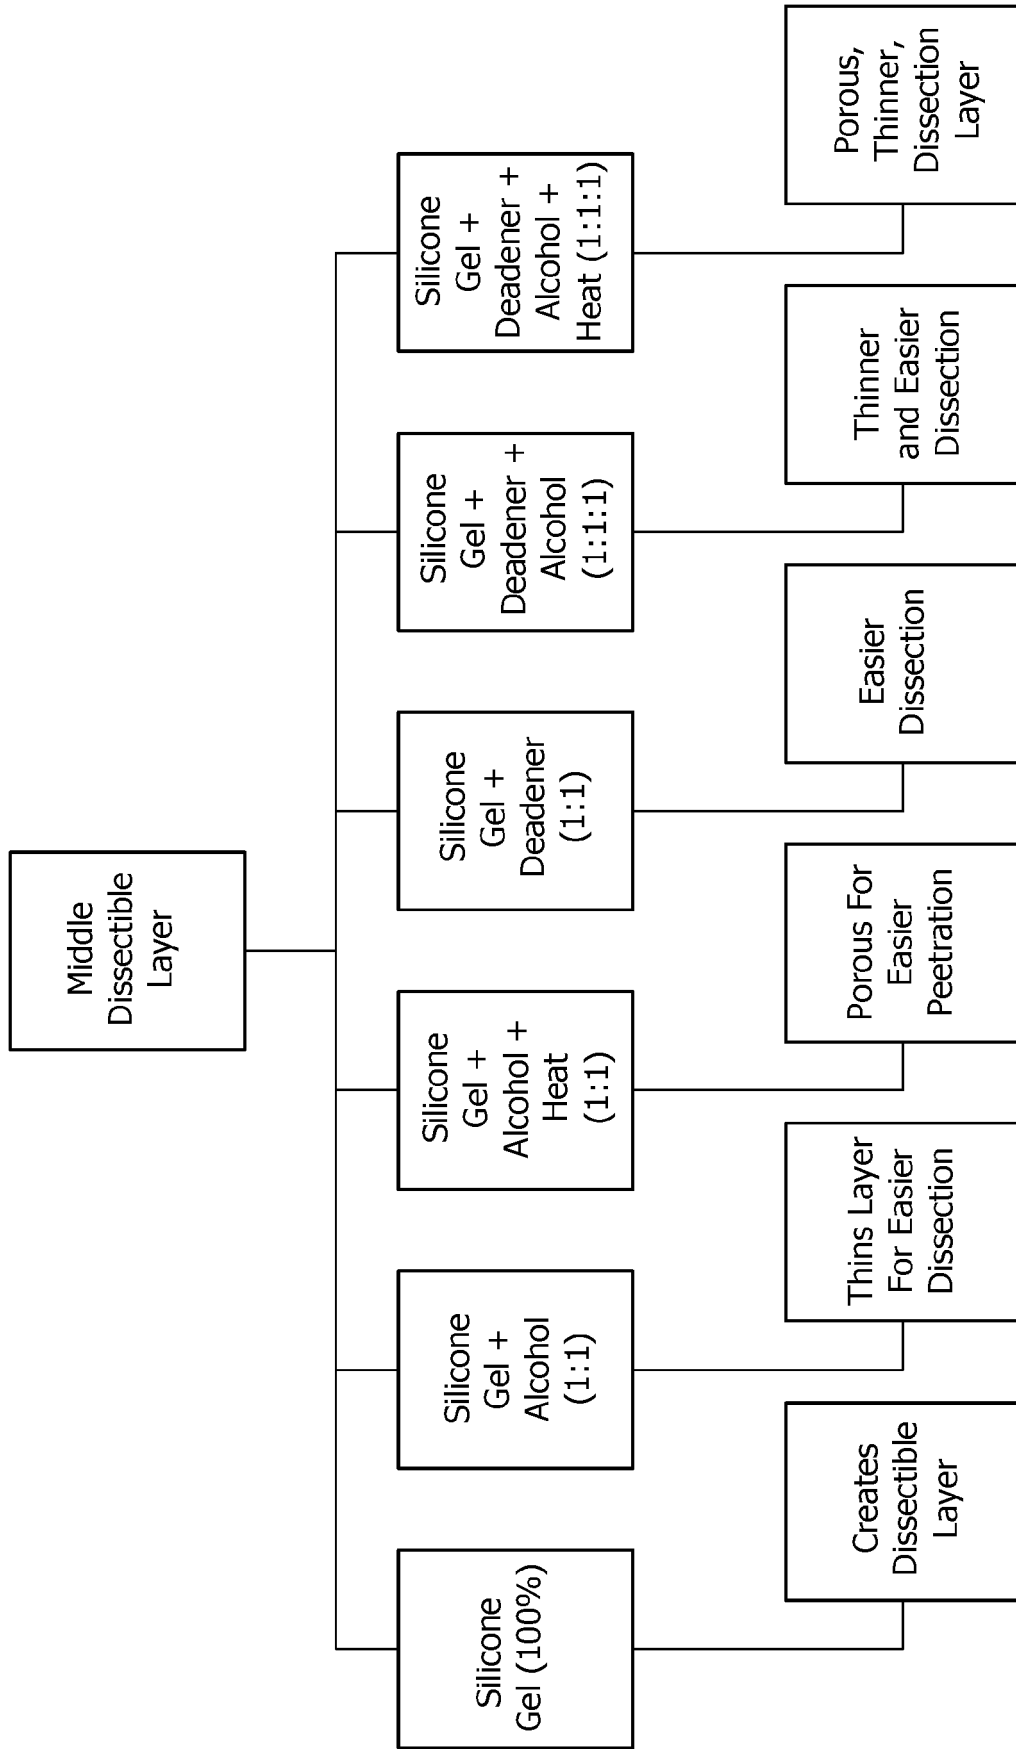 Middle
Dissectible
Layer
Silicone
Gel (100%)
Silicone
Gel +
Alcohol
(1:1)
Silicone
Gel +
Alcohol +
Heat
(1:1)
Silicone
Gel +
Deadener
(1:1)
Silicone
Gel +
Deadener +
Alcohol
(1:1:1)
Silicone
Gel +
Deadener +
Alcohol +
Heat (1:1:1)
Creates
Dissectible
Layer
Thins Layer
For Easier
Dissection
Porous For
Easier
Peetration
Easier
Dissection
Thinner
and Easier
Dissection
Porous,
Thinner,
Dissection
Layer